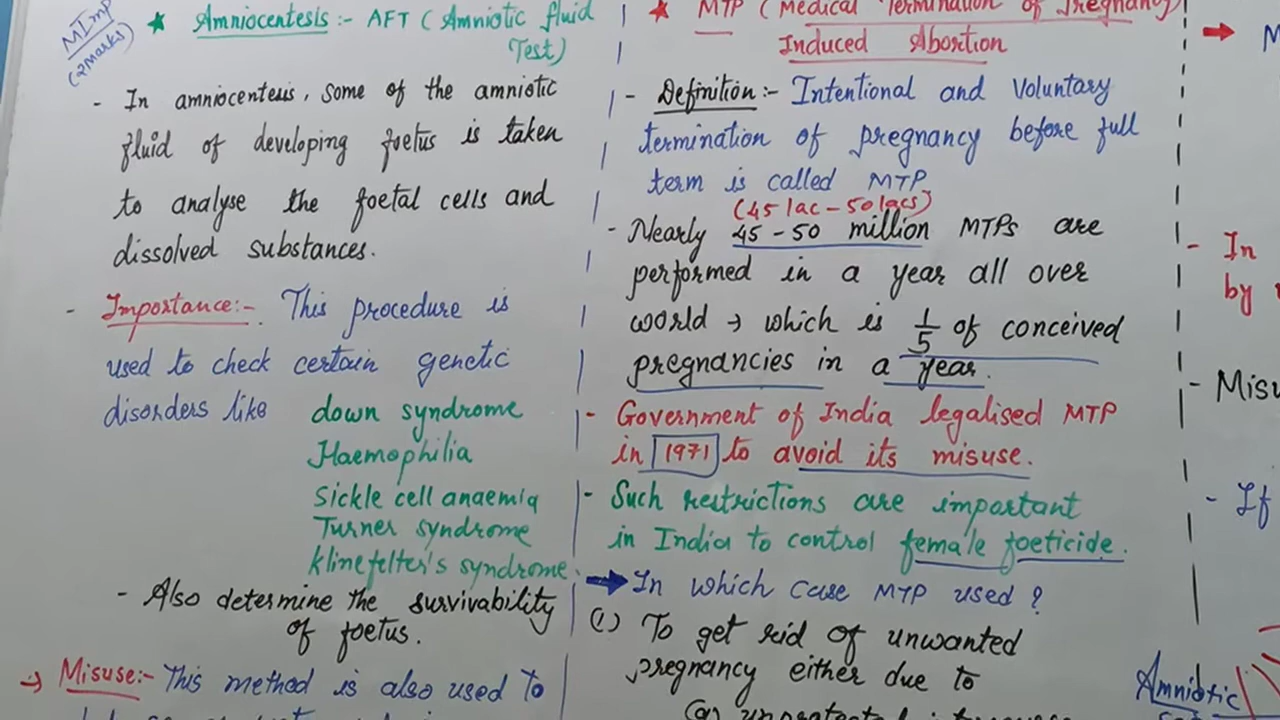 MImp
(2 Marks)
★ Amniocentesis :- AFT ( Amniotic fluid
Test)
- In amniocentesis, some of the amniotic
fluid of developing foetus is taken
to analyse the foetal cells and
dissolved substances.
- Importance:- This procedure is
used to check certain genetic
disorders like down syndrome
Haemophilia
Sickle cell anaemia
Turner syndrome
Klinefelter's syndrome.
- Also determine the survivability
of foetus.
→ Misuse:- This method is also used to
★ MTP ( Medical Termination of Pregnancy)
Induced Abortion
- Definition:- Intentional and voluntary
termination of pregnancy before full
term is called MTP
(45 lac - 50 lacs)
- Nearly 45 - 50 million MTPs are
performed in a year all over
world → which is 1/5 of conceived
pregnancies in a year.
- Government of India legalised MTP
in 1971 to avoid its misuse.
- Such restrictions are important
in India to control female foeticide.
→ In which case MTP used ?
(1) To get rid of unwanted
pregnancy either due to
→ M
- In
by
- Misu
- If
Amniotic